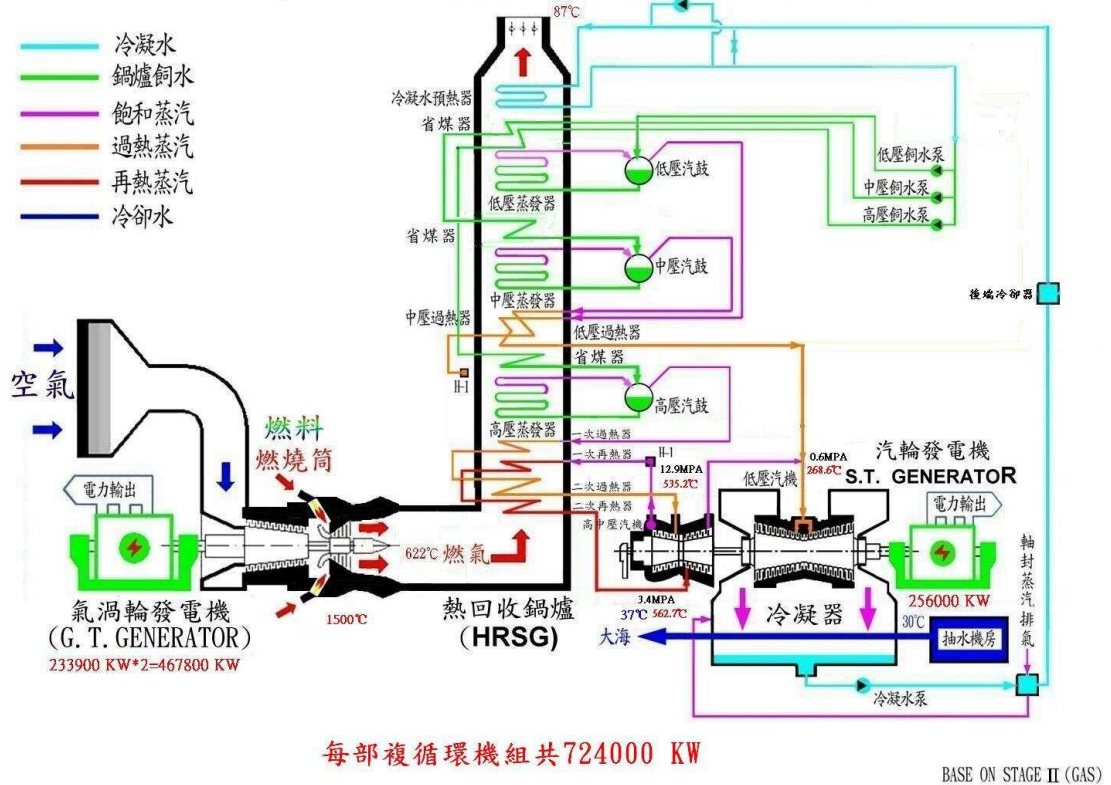 冷凝水
鍋爐飼水
飽和蒸汽
過熱蒸汽
再熱蒸汽
冷卻水
87℃
冷凝水預熱器
省煤器
低壓汽鼓
低壓飼水泵
中壓飼水泵
高壓飼水泵
低壓蒸發器
省煤器
中壓汽鼓
中壓蒸發器
後端冷卻器
中壓過熱器
低壓過熱器
省煤器
H-1
高壓汽鼓
高壓蒸發器
一次過熱器
一次再熱器
H-1
二次過熱器
二次再熱器
高中壓汽機
12.9MPA
535.2℃
0.6MPA
268.6℃
低壓汽機
汽輪發電機
S.T. GENERATOR
電力輸出
256000 KW
空氣
燃料
燃燒筒
電力輸出
622℃ 燃氣
1500℃
氣渦輪發電機
(G.T.GENERATOR)
233900 KW*2=467800 KW
熱回收鍋爐
(HRSG)
3.4MPA
562.7℃
37℃
大海
冷凝器
30℃
抽水機房
軸封蒸汽排氣
冷凝水泵
每部複循環機組共724000 KW
BASE ON STAGE II (GAS)